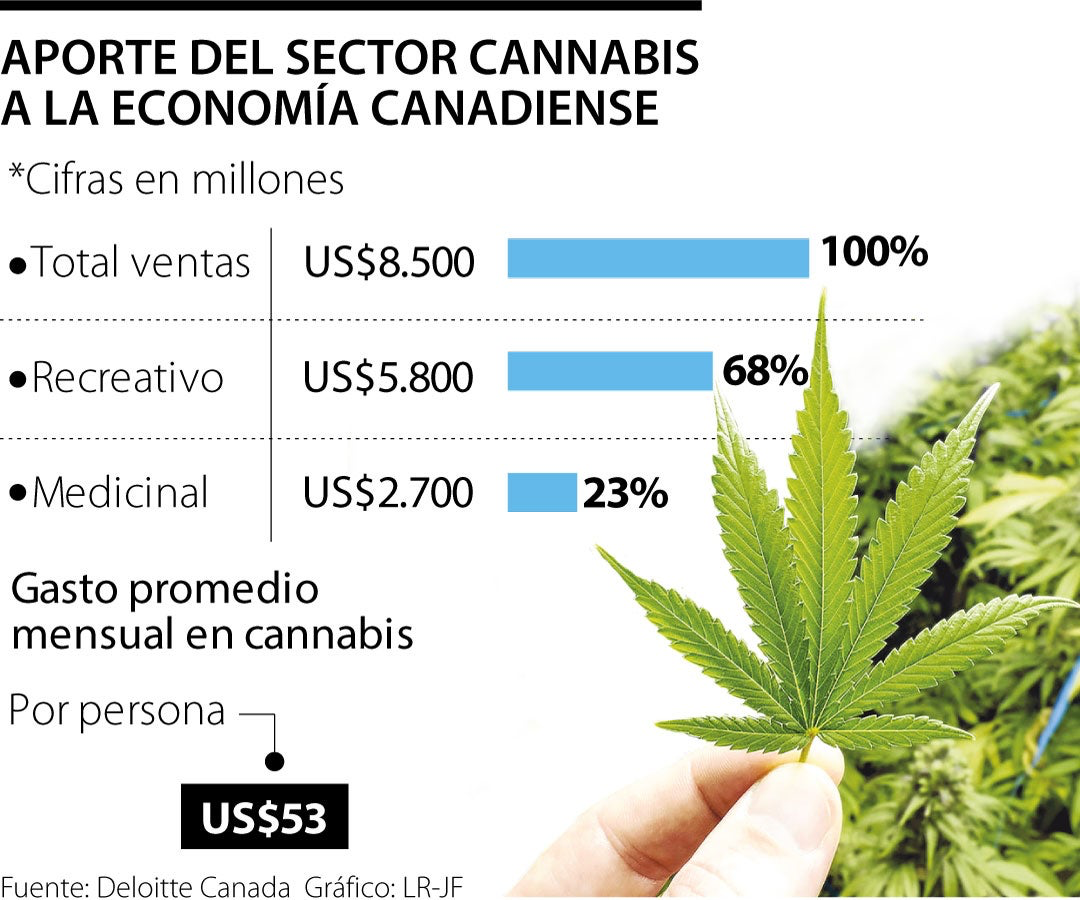 APORTE DEL SECTOR CANNABIS
A LA ECONOMÍA CANADIENSE
*Cifras en millones
•Total ventas US$8.500 100%
•Recreativo US$5.800 68%
•Medicinal US$2.700 23%
Gasto promedio
mensual en cannabis
Por persona
US$53
Fuente: Deloitte Canada Gráfico: LR-JF